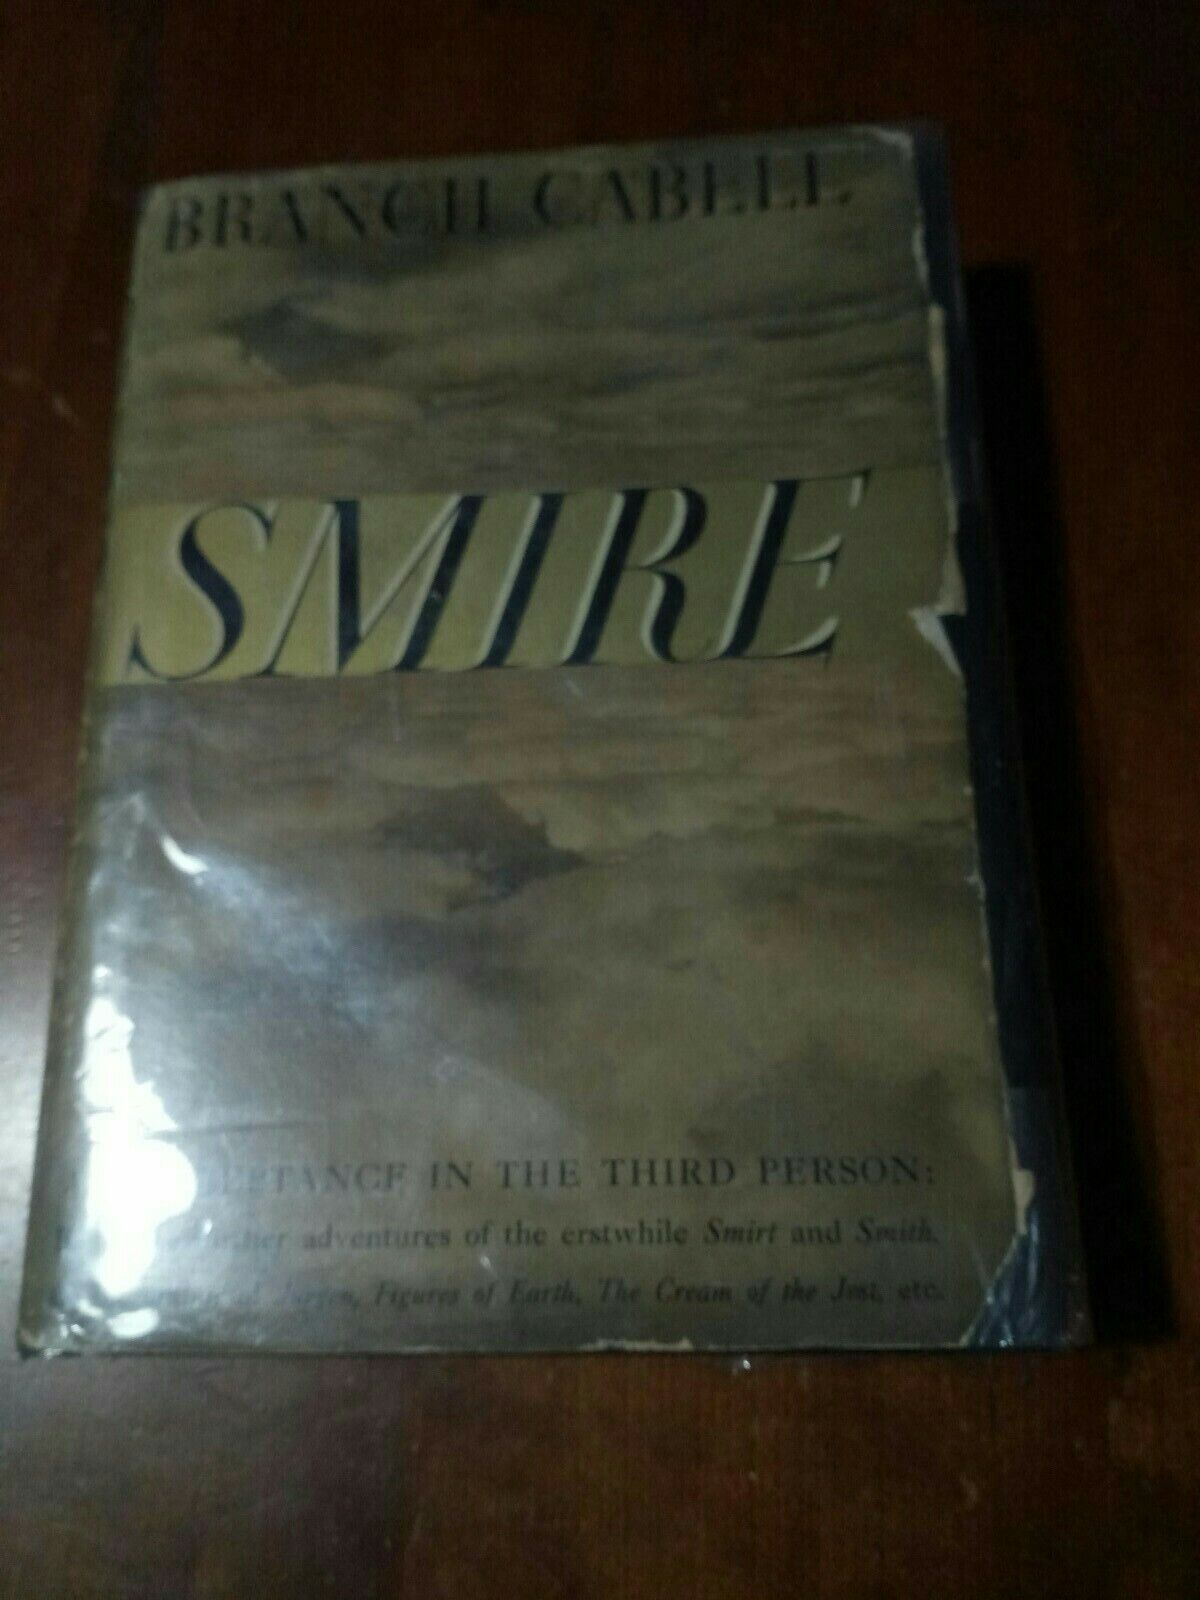 BRANCH CABELL
SMIRE
IN THE THIRD PERSON:
adventures of the erstwhile Smirt and Smith.
Jurgen, Figures of Earth, The Cream of the Jest, etc.